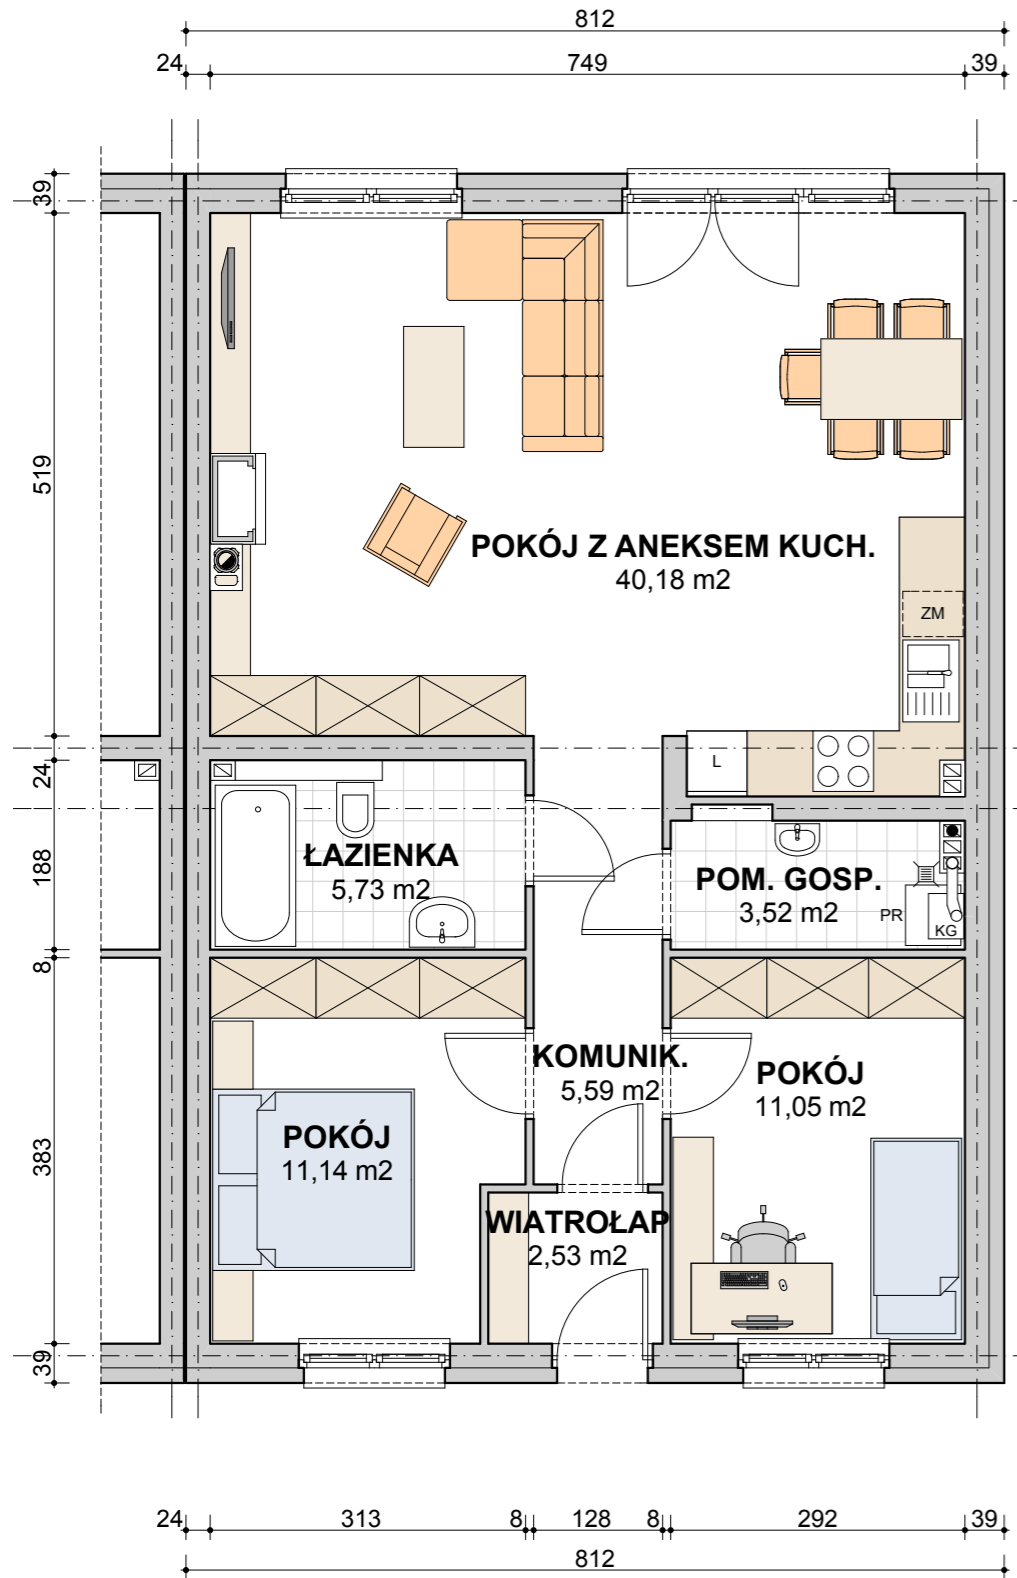 812
24 749 39
39
519
24
188
8
383
39
POKÓJ Z ANEKSEM KUCH.
40,18 m2
ZM
L
ŁAZIENKA
5,73 m2
POM. GOSP.
3,52 m2
PR
KG
KOMUNIK.
5,59 m2
POKÓJ
11,05 m2
POKÓJ
11,14 m2
WIATROŁAP
2,53 m2
24 313 8 128 8 292 39
812